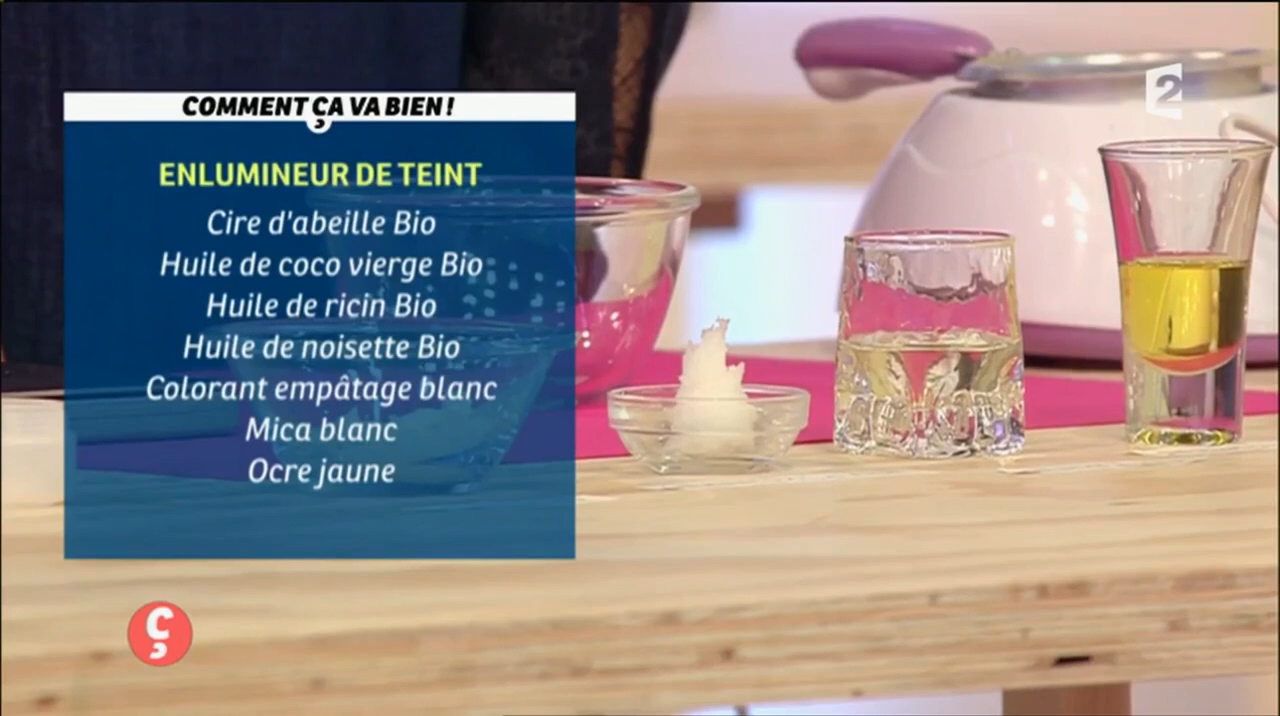 COMMENT ÇA VA BIEN !
Ç
ENLUMINEUR DE TEINT
Cire d'abeille Bio
Huile de coco vierge Bio
Huile de ricin Bio
Huile de noisette Bio
Colorant empâtage blanc
Mica blanc
Ocre jaune
2
Ç